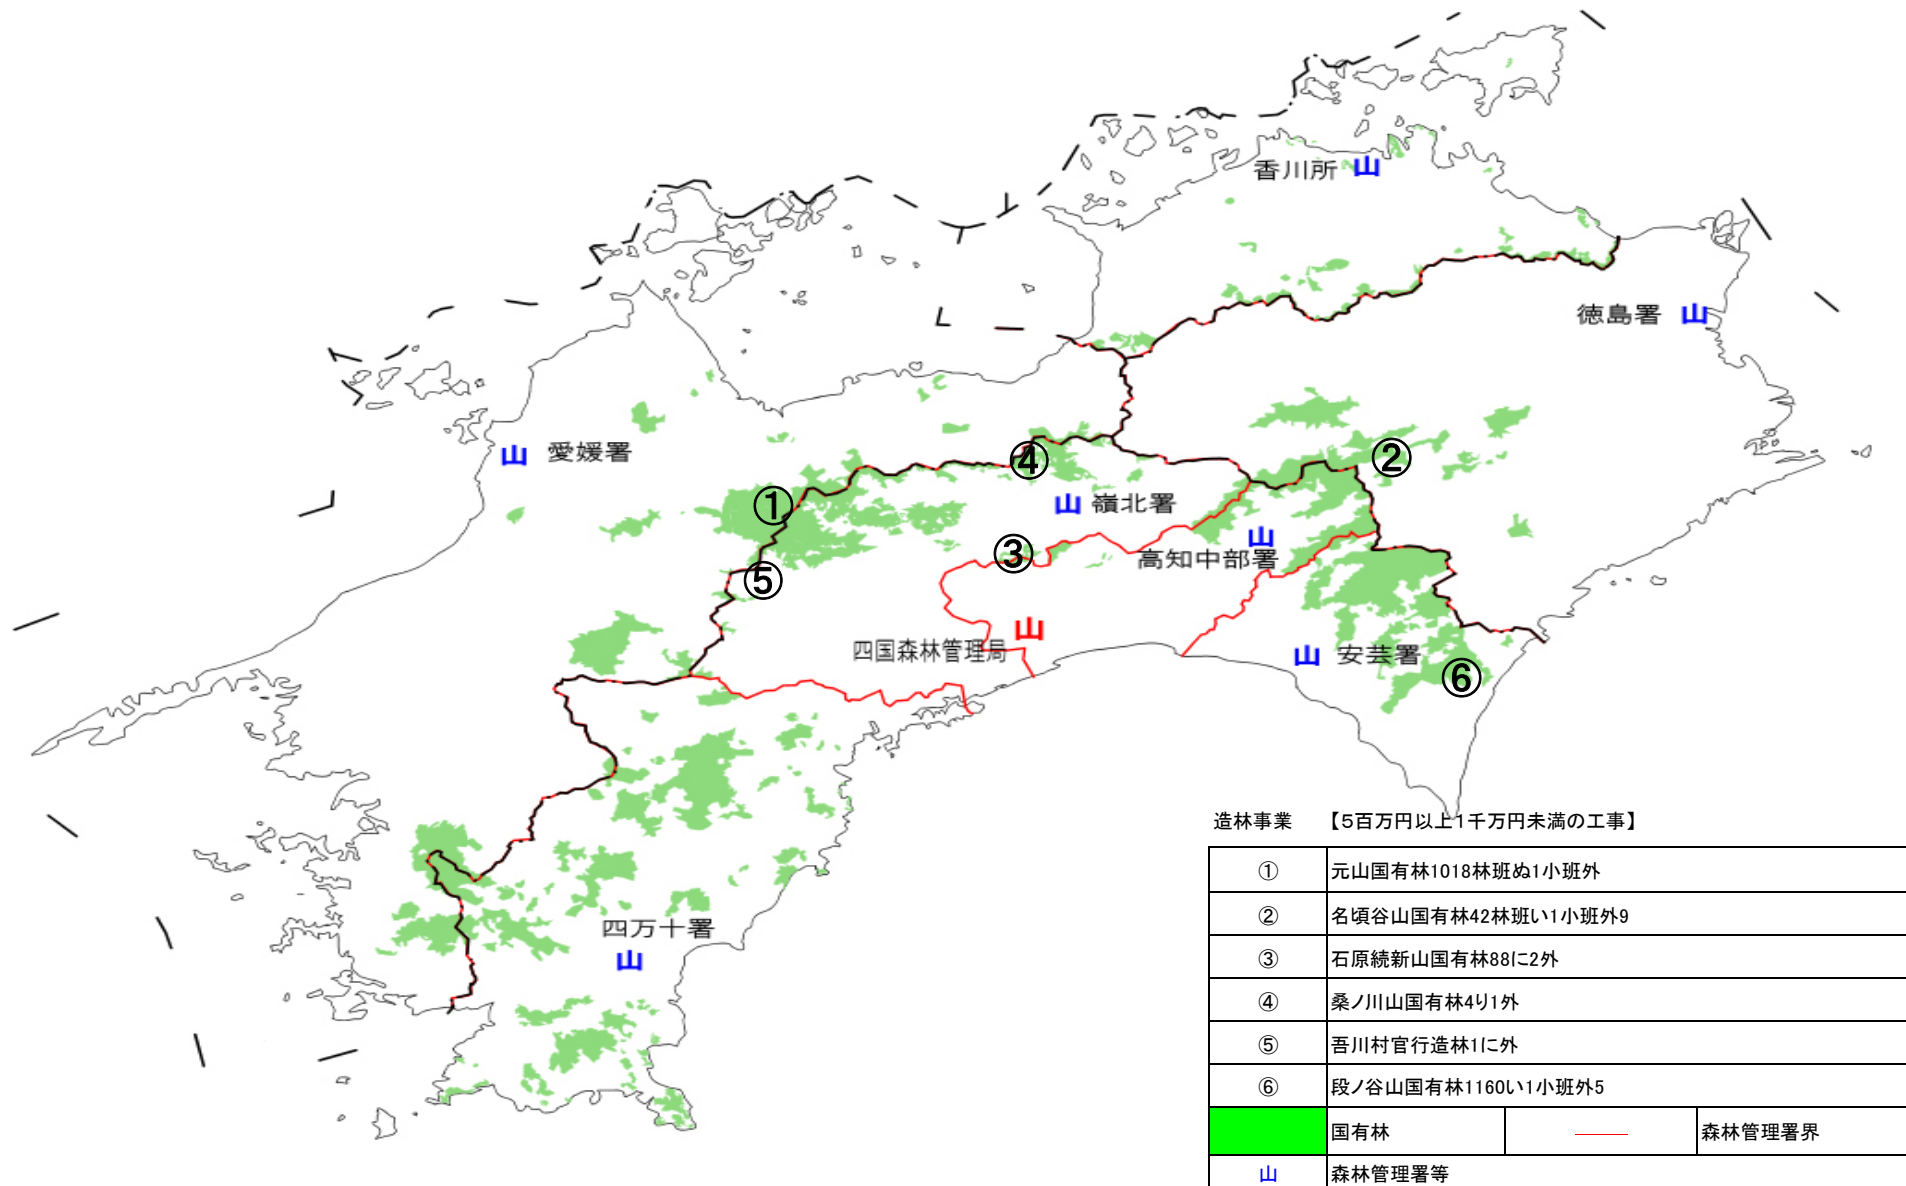 香川所 山
徳島署 山
山 愛媛署
②
④
①
山 嶺北署
山
③
高知中部署
⑤
山
四国森林管理局
山 安芸署
⑥
四万十署
山
造林事業 【5百万円以上1千万円未満の工事】
① 元山国有林1018林班ぬ1小班外
② 名頃谷山国有林42林班い1小班外9
③ 石原続新山国有林88に2外
④ 桑ノ川山国有林4り1外
⑤ 吾川村官行造林1に外
⑥ 段ノ谷山国有林1160い1小班外5
国有林 森林管理署界
山 森林管理署等